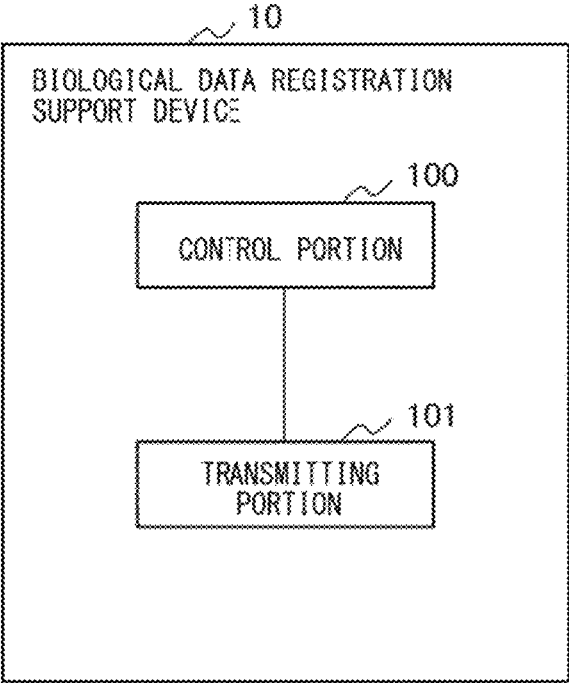 10
BIOLOGICAL DATA REGISTRATION
SUPPORT DEVICE
100
CONTROL PORTION
101
TRANSMITTING
PORTION